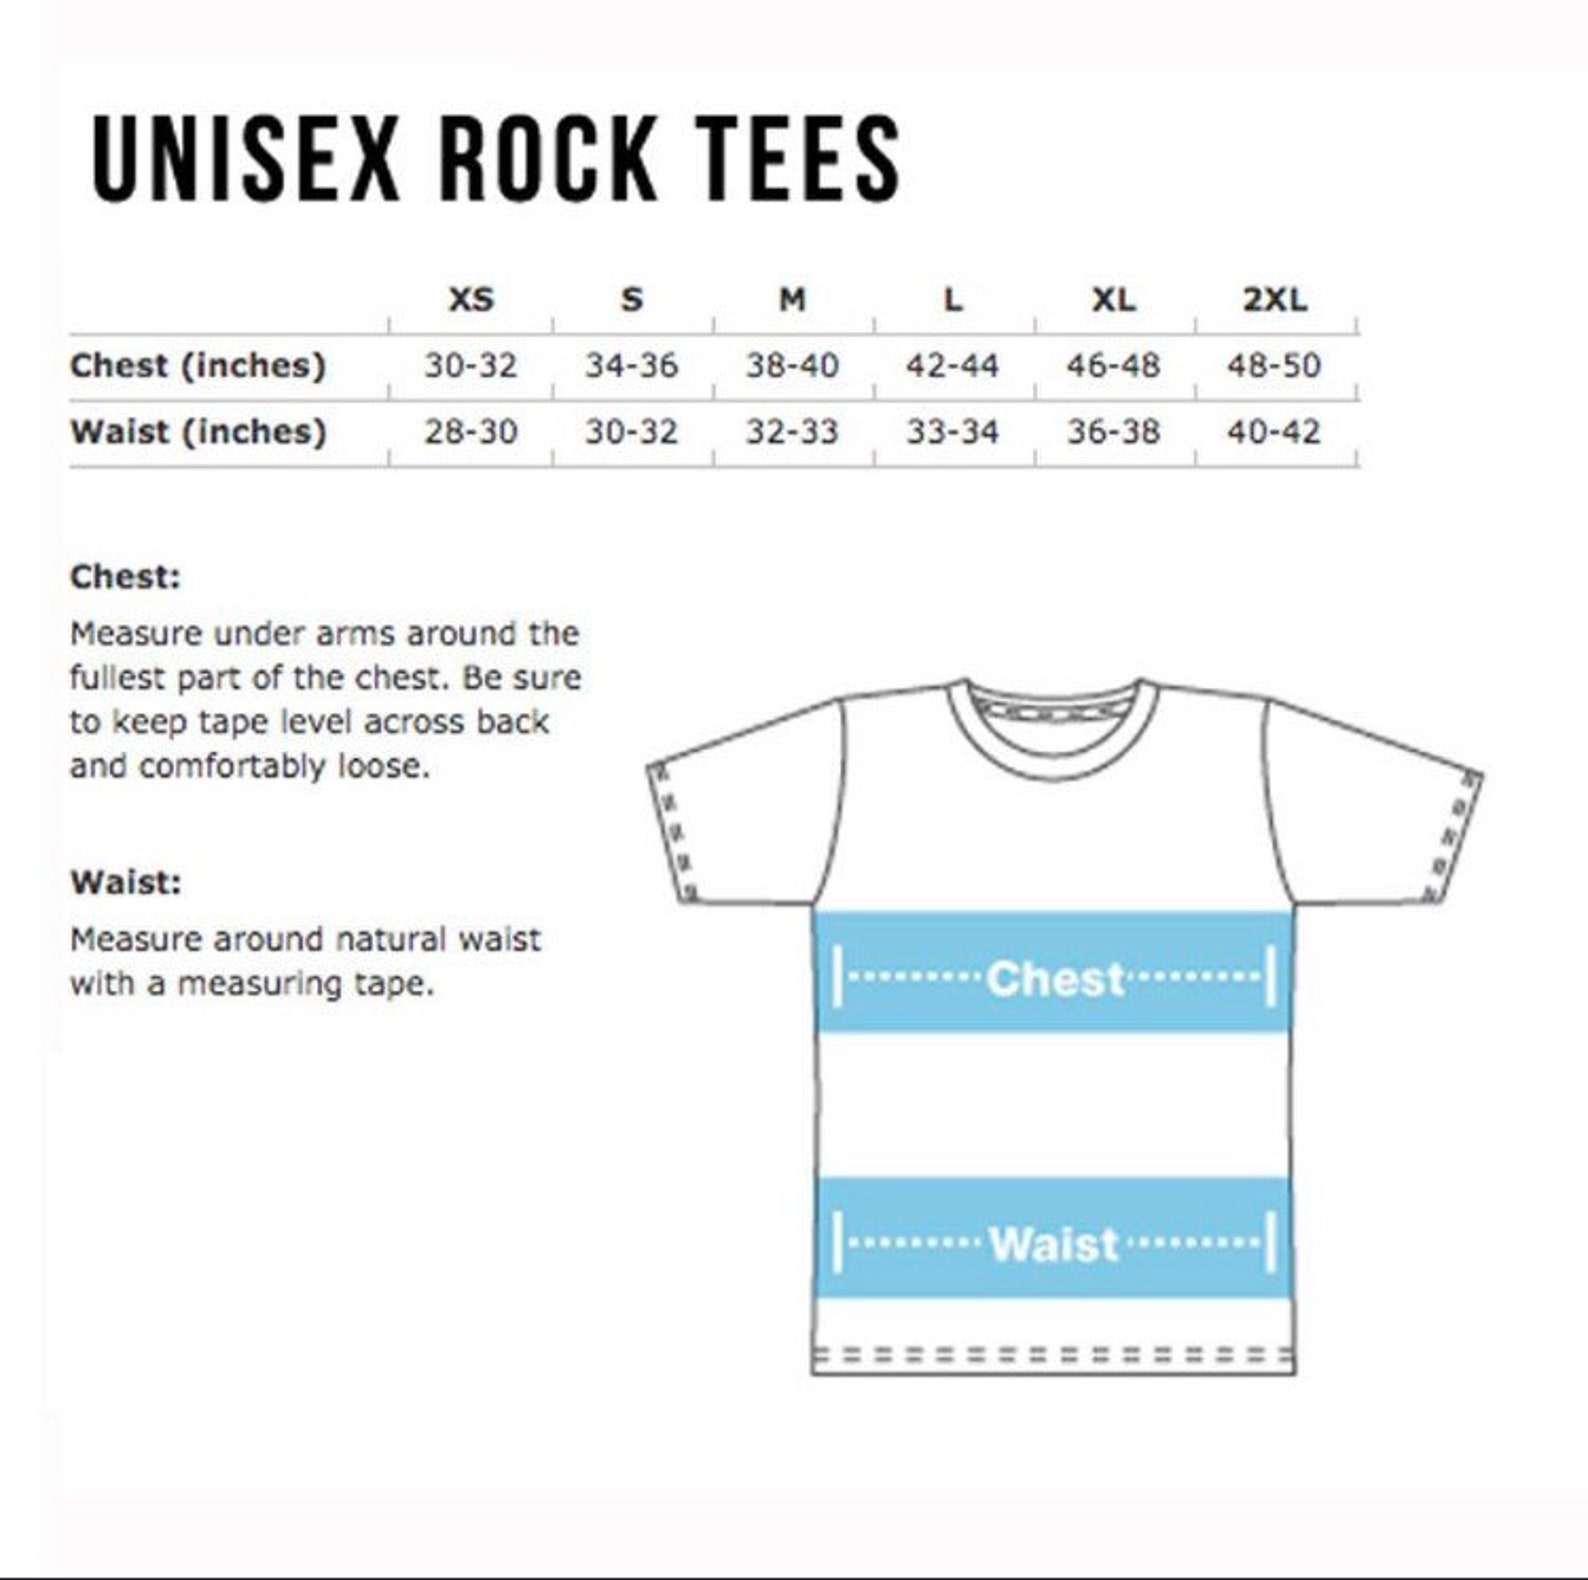 UNISEX ROCK TEES
XS S M L XL 2XL
Chest (inches) 30-32 34-36 38-40 42-44 46-48 48-50
Waist (inches) 28-30 30-32 32-33 33-34 36-38 40-42
Chest:
Measure under arms around the
fullest part of the chest. Be sure
to keep tape level across back
and comfortably loose.
Waist:
Measure around natural waist
with a measuring tape.
Chest
Waist